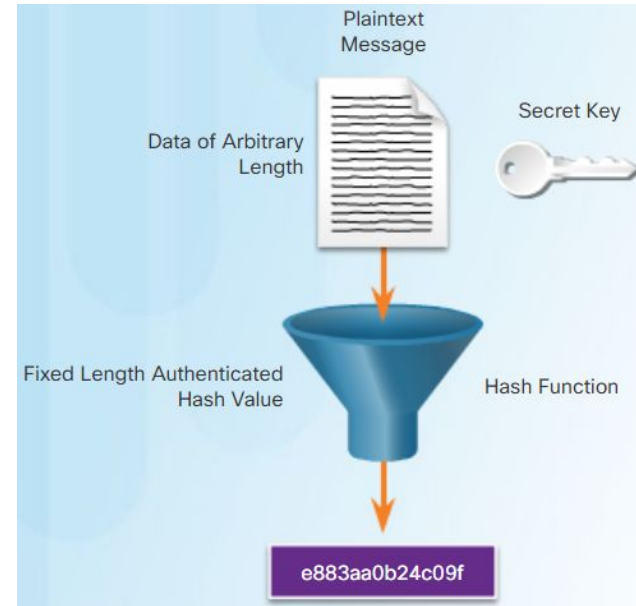 Plaintext
Message
Secret Key
Data of Arbitrary
Length
Fixed Length Authenticated
Hash Value
Hash Function
e883aa0b24c09f